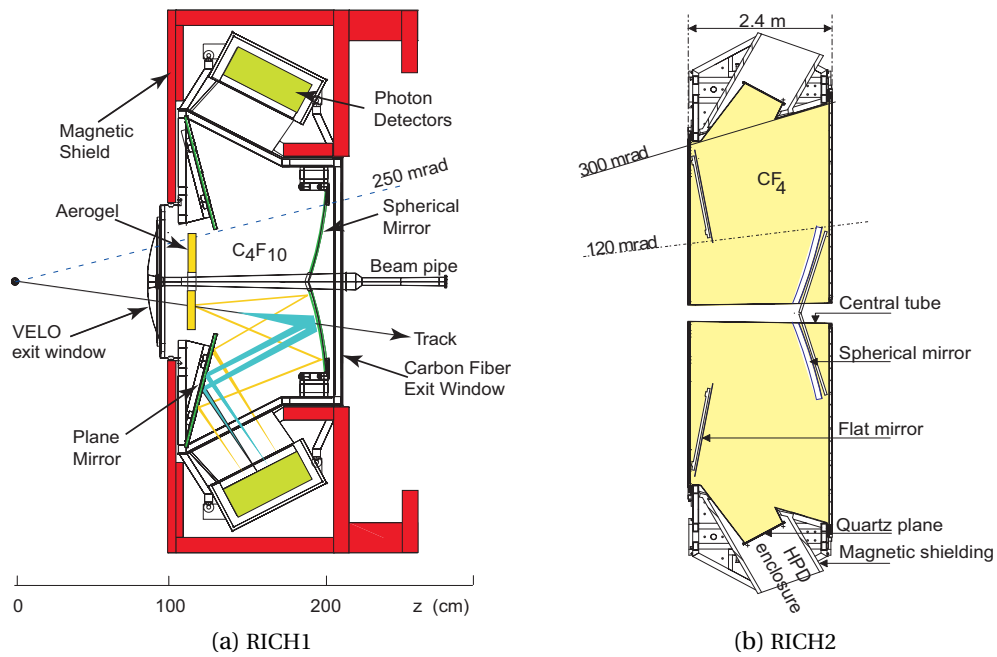 Magnetic
Shield
Aerogel
VELO
exit window
Plane
Mirror
C4F10
Photon
Detectors
250 mrad
Spherical
Mirror
Beam pipe
Track
Carbon Fiber
Exit Window
0
100
200
z (cm)
(a) RICH1
2.4 m
300 mrad
CF4
120 mrad
Central tube
Spherical mirror
Flat mirror
Quartz plane
Magnetic shielding
HPD
enclosure
(b) RICH2